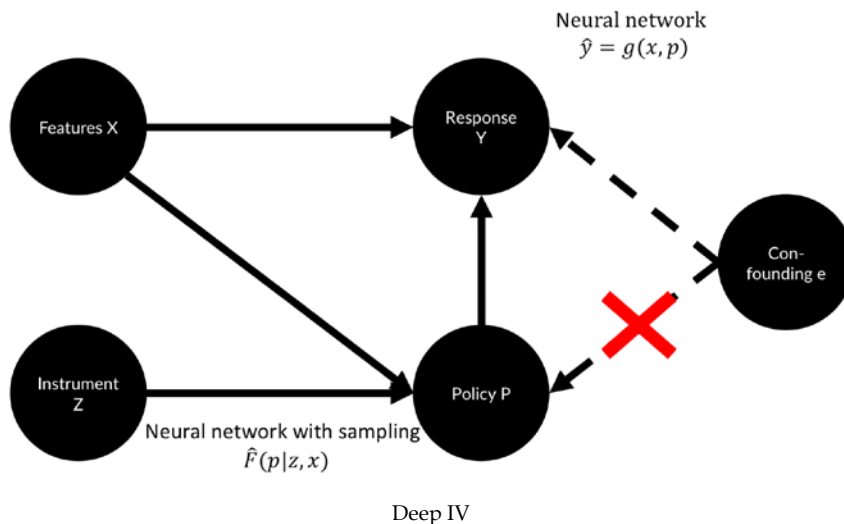 Neural network
ŷ = g(x, p)
Features X
Response
Y
Con-
founding e
Instrument
Z
Policy P
Neural network with sampling
F̂(p|z, x)
Deep IV